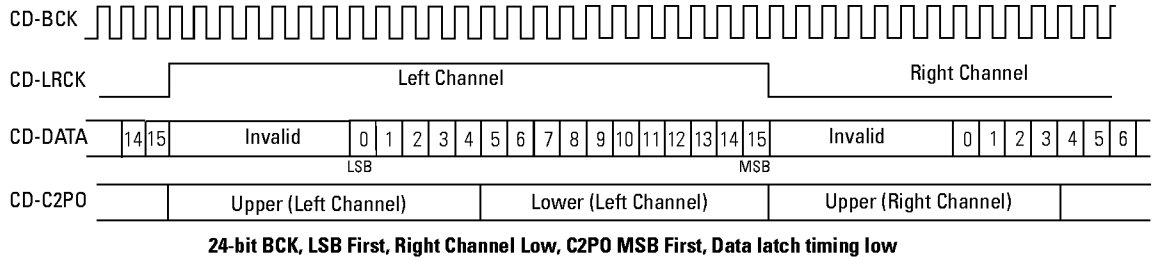 CD-BCK
CD-LRCK Left Channel Right Channel
CD-DATA 14 15 Invalid 0 1 2 3 4 5 6 7 8 9 10 11 12 13 14 15 Invalid 0 1 2 3 4 5 6
LSB MSB
CD-C2PO Upper (Left Channel) Lower (Left Channel) Upper (Right Channel)
24-bit BCK, LSB First, Right Channel Low, C2PO MSB First, Data latch timing low